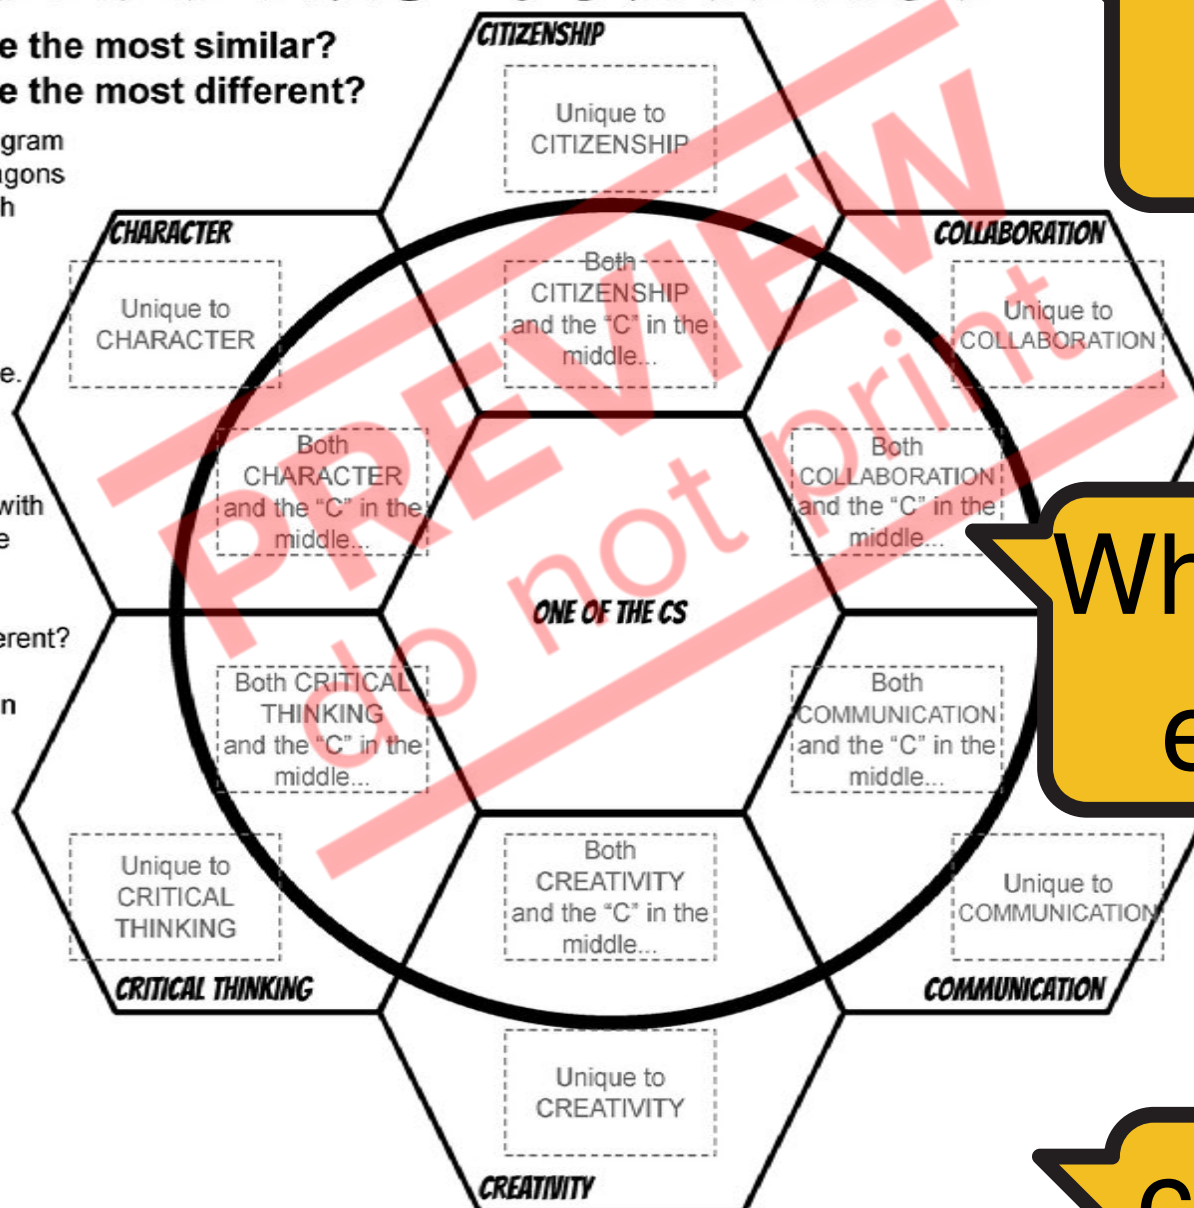 e the most similar?
e the most different?
gram
gons
h
e.
with
e
erent?
n
CITIZENSHIP
Unique to
CITIZENSHIP
CHARACTER
Unique to
CHARACTER
COLLABORATION
Unique to
COLLABORATION
Both
CITIZENSHIP
and the “C” in the
middle...
Both
CHARACTER
and the “C” in the
middle...
Both
COLLABORATION
and the “C” in the
middle...
ONE OF THE CS
Both CRITICAL
THINKING
and the “C” in the
middle...
Both
COMMUNICATION
and the “C” in the
middle...
Both
CREATIVITY
and the “C” in the
middle...
Unique to
CRITICAL
THINKING
CRITICAL THINKING
Unique to
COMMUNICATION
COMMUNICATION
Unique to
CREATIVITY
CREATIVITY
PREVIEW
do not print
Wh
e
c